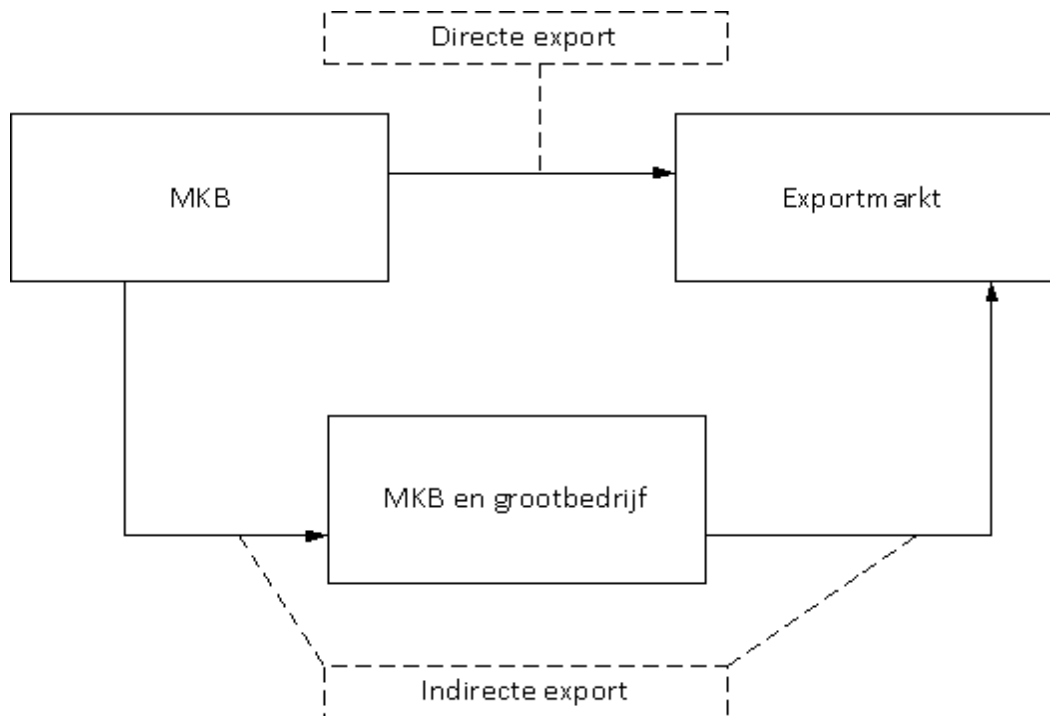 Directe export
MKB
Exportmarkt
MKB en grootbedrijf
Indirecte export